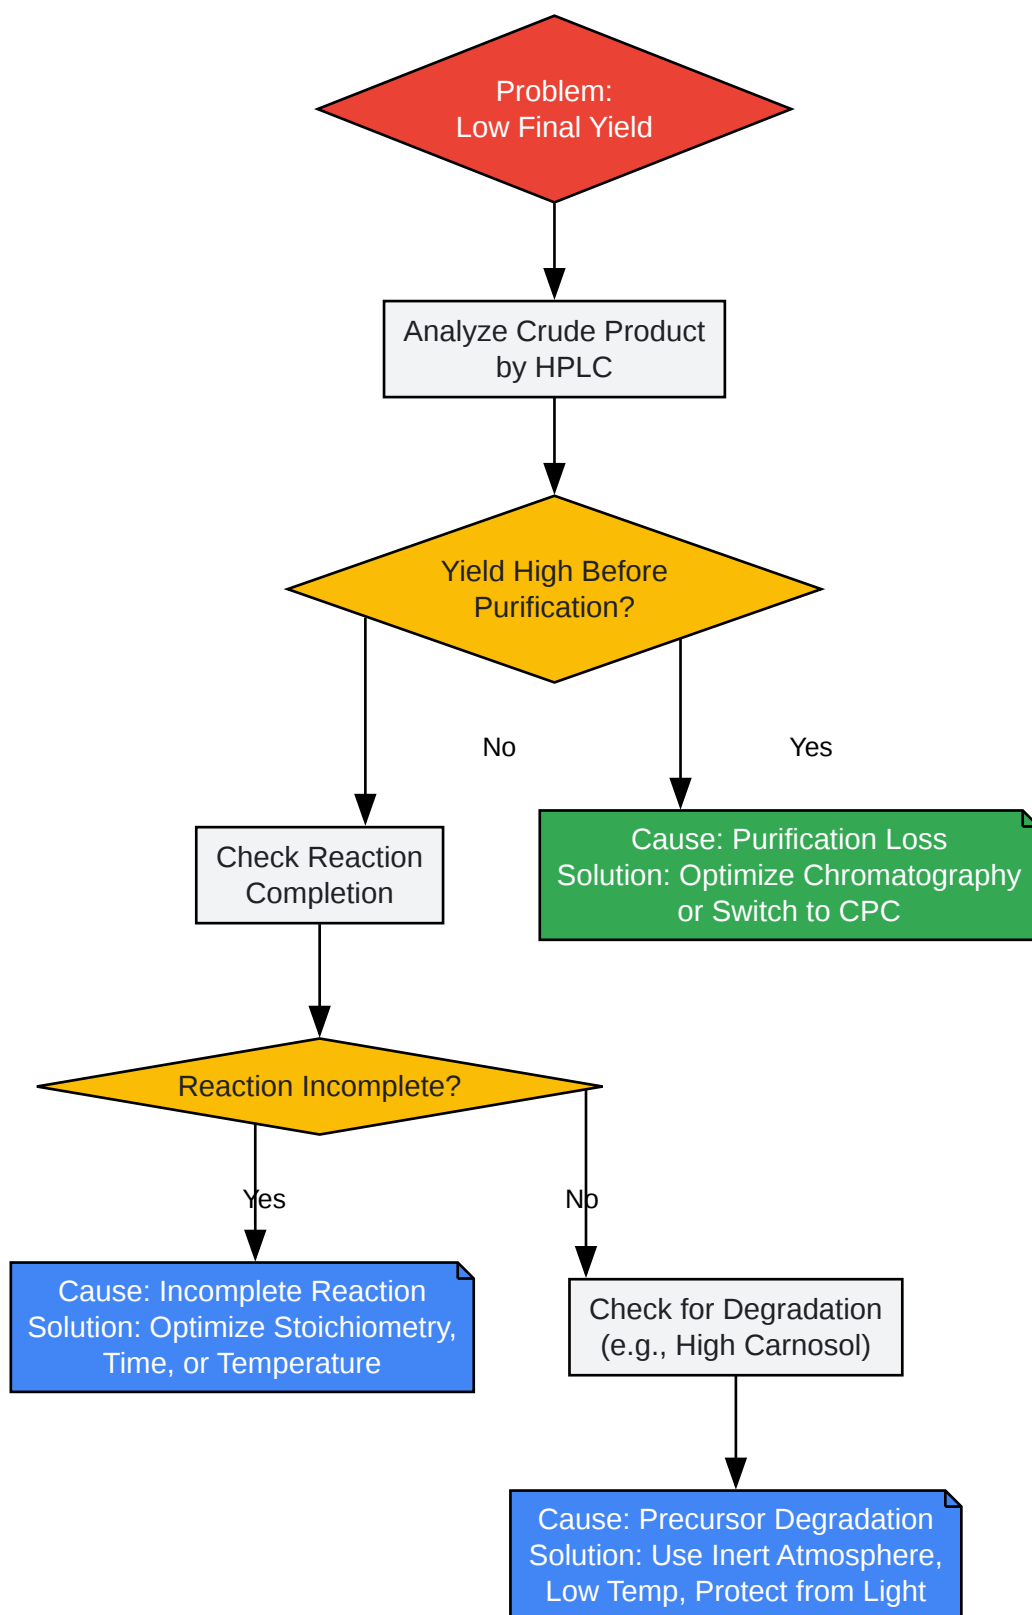 Problem:
Low Final Yield
Analyze Crude Product
by HPLC
Yield High Before
Purification?
No
Yes
Check Reaction
Completion
Cause: Purification Loss
Solution: Optimize Chromatography
or Switch to CPC
Reaction Incomplete?
Yes
No
Cause: Incomplete Reaction
Solution: Optimize Stoichiometry,
Time, or Temperature
Check for Degradation
(e.g., High Carnosol)
Cause: Precursor Degradation
Solution: Use Inert Atmosphere,
Low Temp, Protect from Light